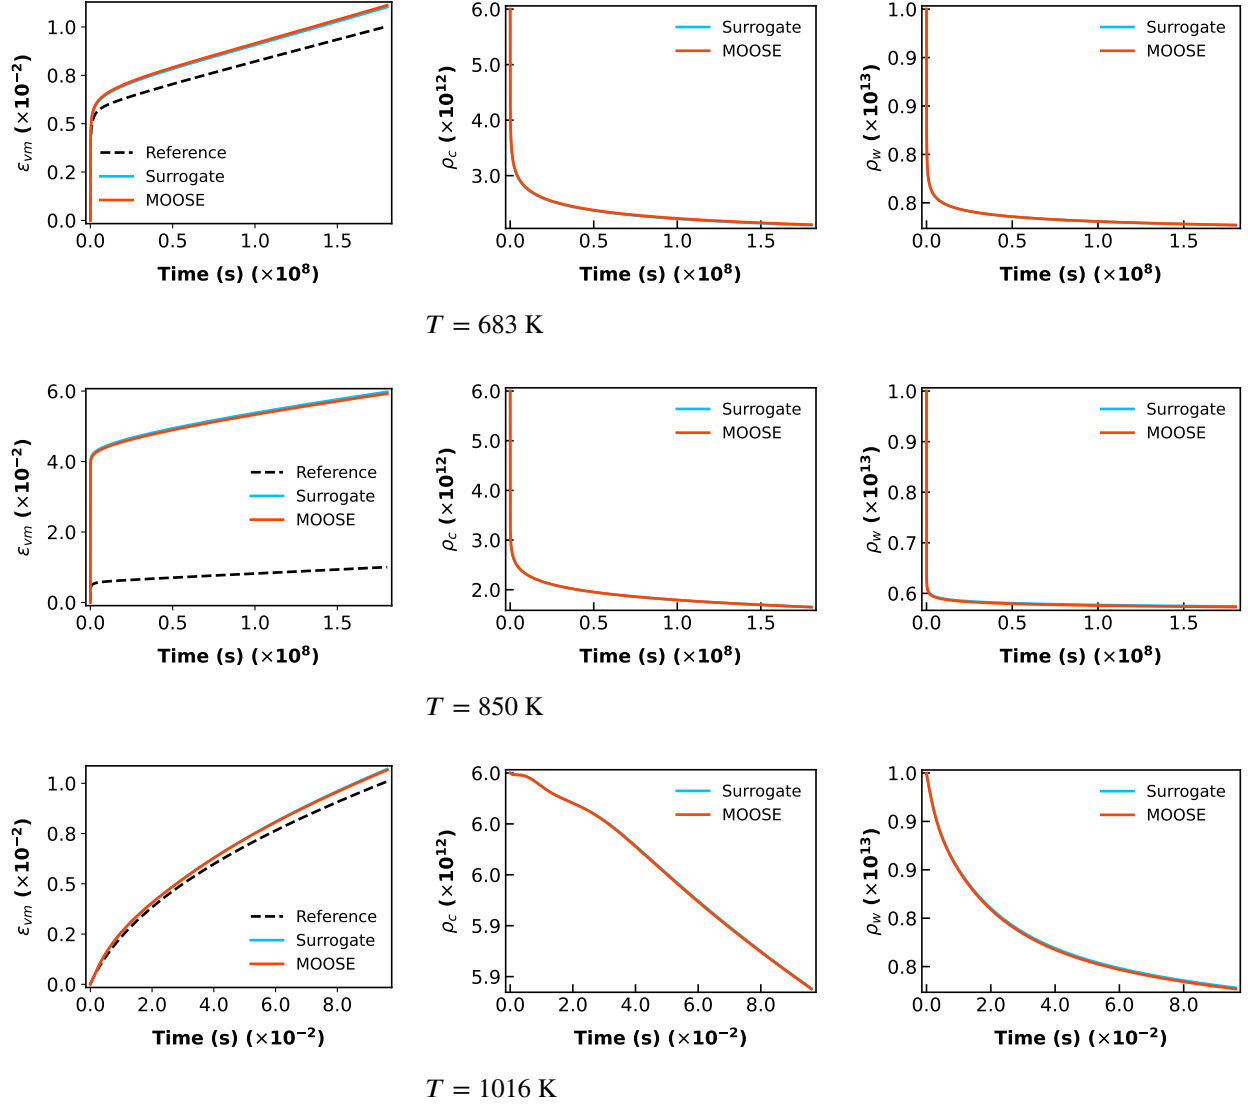 1.0
0.8
0.5
0.2
0.0
ε_vm (×10⁻²)
Reference
Surrogate
MOOSE
0.0 0.5 1.0 1.5
Time (s) (×10⁸)
6.0
5.0
4.0
3.0
ρ_c (×10¹²)
Surrogate
MOOSE
0.0 0.5 1.0 1.5
Time (s) (×10⁸)
1.0
0.9
0.9
0.8
0.8
ρ_w (×10¹³)
Surrogate
MOOSE
0.0 0.5 1.0 1.5
Time (s) (×10⁸)
T = 683 K
6.0
4.0
2.0
0.0
ε_vm (×10⁻²)
Reference
Surrogate
MOOSE
0.0 0.5 1.0 1.5
Time (s) (×10⁸)
6.0
5.0
4.0
3.0
2.0
ρ_c (×10¹²)
Surrogate
MOOSE
0.0 0.5 1.0 1.5
Time (s) (×10⁸)
1.0
0.9
0.8
0.7
0.6
ρ_w (×10¹³)
Surrogate
MOOSE
0.0 0.5 1.0 1.5
Time (s) (×10⁸)
T = 850 K
1.0
0.8
0.5
0.2
0.0
ε_vm (×10⁻²)
Reference
Surrogate
MOOSE
0.0 2.0 4.0 6.0 8.0
Time (s) (×10⁻²)
6.0
6.0
6.0
5.9
5.9
ρ_c (×10¹²)
Surrogate
MOOSE
0.0 2.0 4.0 6.0 8.0
Time (s) (×10⁻²)
1.0
0.9
0.9
0.8
0.8
ρ_w (×10¹³)
Surrogate
MOOSE
0.0 2.0 4.0 6.0 8.0
Time (s) (×10⁻²)
T = 1016 K